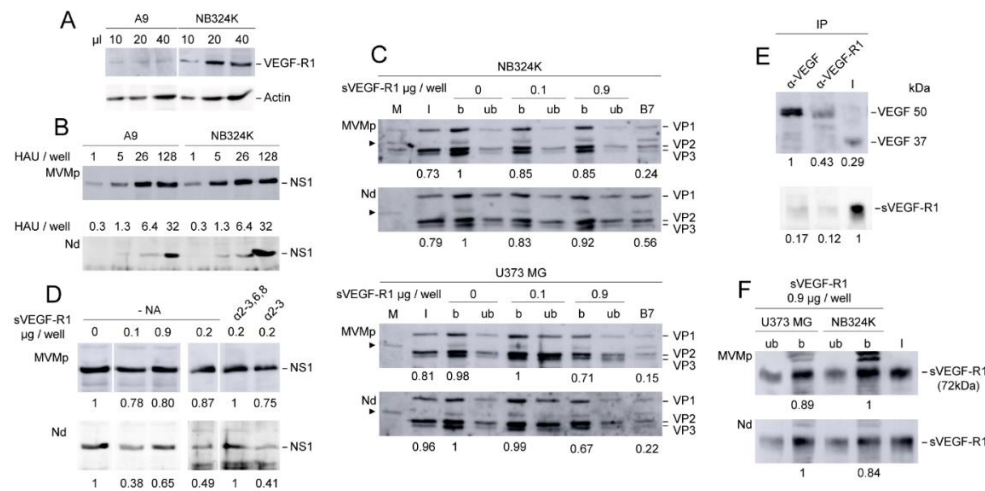 A
A9 NB324K
µl 10 20 40 10 20 40
VEGF-R1
Actin
B
A9 NB324K
HAU / well 1 5 26 128 1 5 26 128
MVMp
NS1
HAU / well 0.3 1.3 6.4 32 0.3 1.3 6.4 32
Nd
NS1
D
- NA α2-3,6,8 α2-3
sVEGF-R1
µg / well 0 0.1 0.9 0.2 0.2 0.2
MVMp
NS1
1 0.78 0.80 0.87 1 0.75
Nd
NS1
1 0.38 0.65 0.49 1 0.41
C
NB324K
sVEGF-R1 µg / well 0 0.1 0.9
M I b ub b ub b ub B7
MVMp
VP1
VP2
VP3
0.73 1 0.85 0.85 0.24
Nd
VP1
VP2
VP3
0.79 1 0.83 0.92 0.56
U373 MG
sVEGF-R1 µg / well 0 0.1 0.9
M I b ub b ub b ub B7
MVMp
VP1
VP2
VP3
0.81 0.98 1 0.71 0.15
Nd
VP1
VP2
VP3
0.96 1 0.99 0.67 0.22
E
IP
α-VEGF α-VEGF-R1 I kDa
VEGF 50
VEGF 37
1 0.43 0.29
sVEGF-R1
0.17 0.12 1
F
sVEGF-R1
0.9 µg / well
U373 MG NB324K
ub b ub b I
MVMp
sVEGF-R1
(72kDa)
0.89 1
Nd
sVEGF-R1
1 0.84